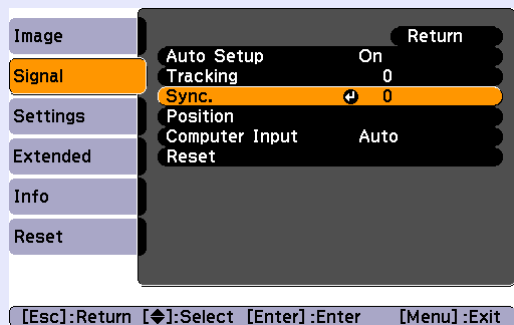 Image
Signal
Settings
Extended
Info
Reset
Return
Auto Setup On
Tracking 0
Sync. 0
Position
Computer Input Auto
Reset
[Esc]:Return [◆]:Select [Enter]:Enter [Menu]:Exit